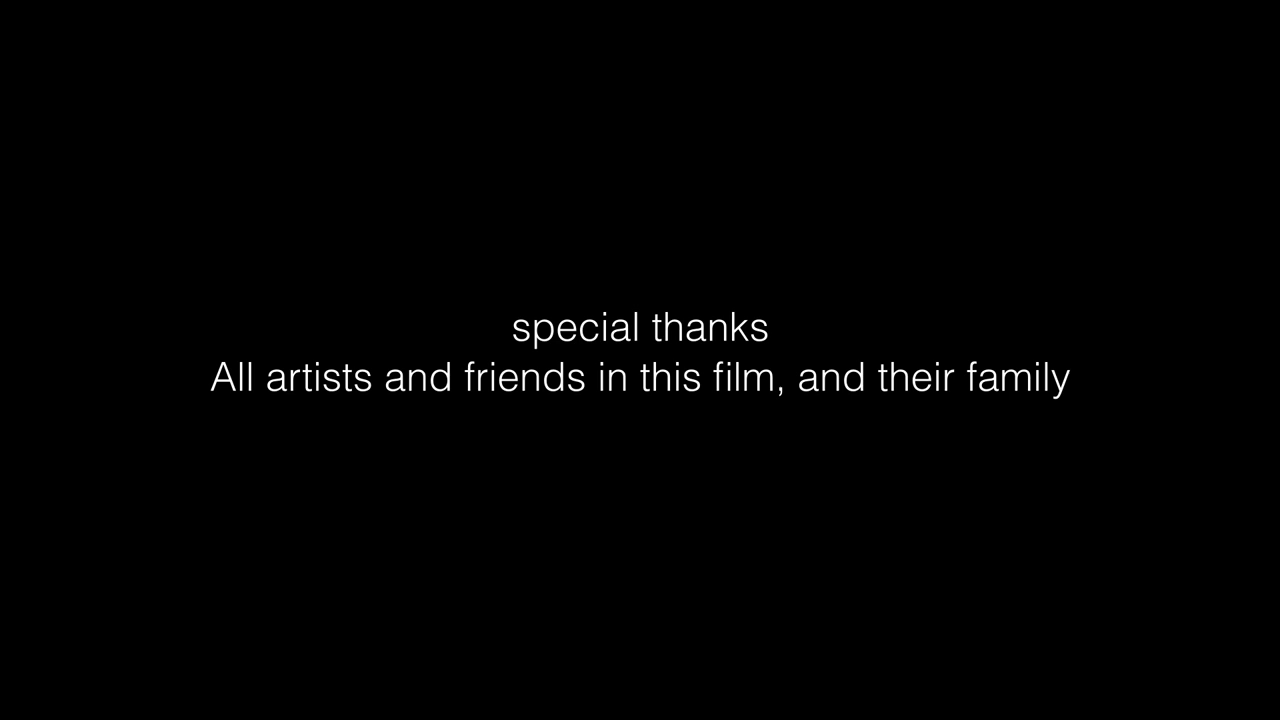 special thanks
All artists and friends in this film, and their family